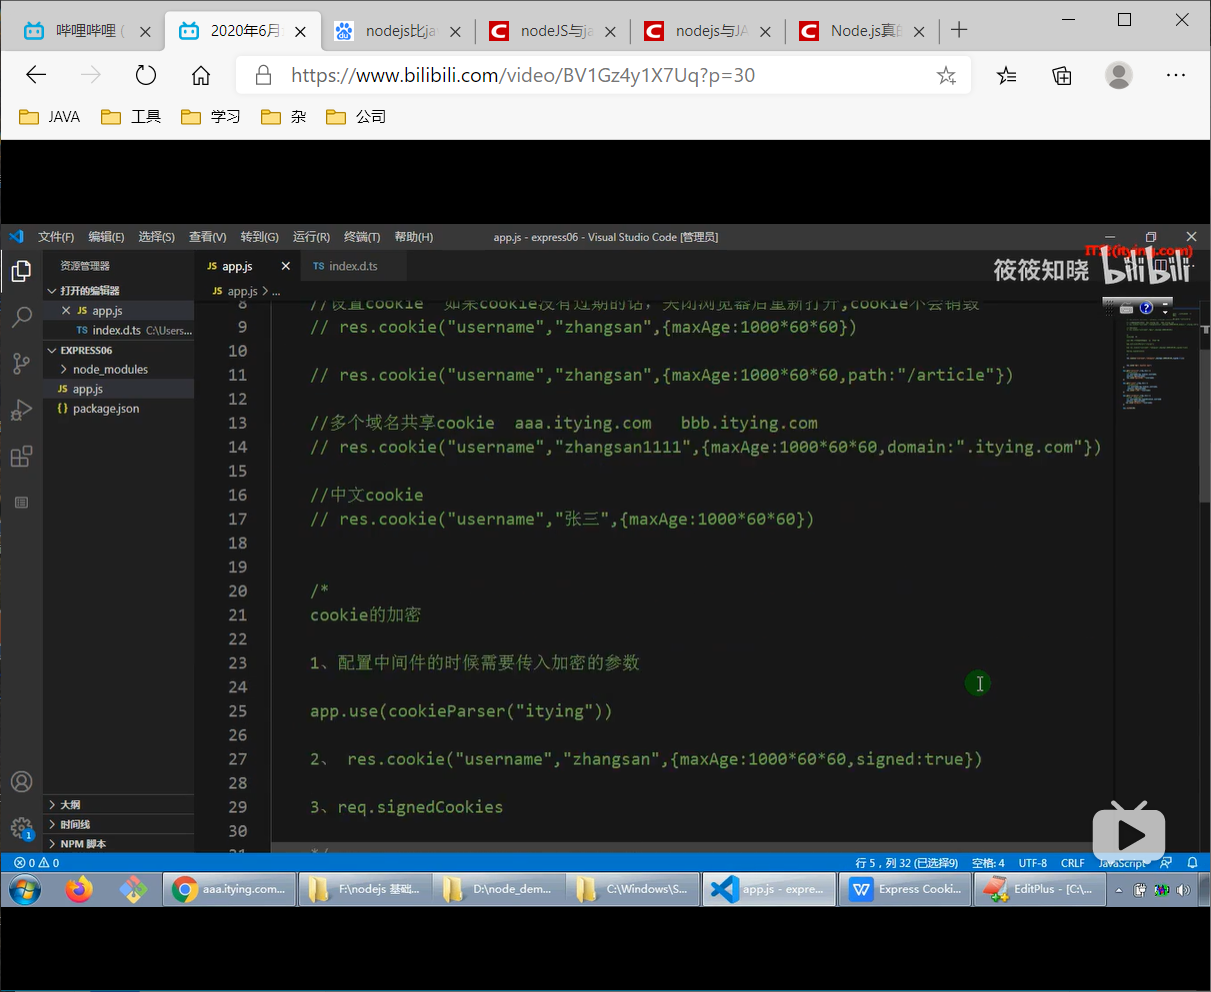 哔哩哔哩 (
2020年6月
nodejs比ja
nodeJS与ja
nodejs与JA
Node.js真的
https://www.bilibili.com/video/BV1Gz4y1X7Uq?p=30
JAVA 工具 学习 杂 公司
文件(F) 编辑(E) 选择(S) 查看(V) 转到(G) 运行(R) 终端(T) 帮助(H) app.js - express06 - Visual Studio Code [管理员]
筱筱知晓 bilibili
资源管理器
打开的编辑器
JS app.js
TS index.d.ts C:\Users...
EXPRESS06
node_modules
JS app.js
{} package.json
大纲
时间线
NPM 脚本
1
JS app.js
TS index.d.ts
JS app.js > ...
8 //设置cookie 如果cookie没有过期的话，关闭浏览器后重新打开,cookie不会销毁
9 // res.cookie("username","zhangsan",{maxAge:1000*60*60})
10
11 // res.cookie("username","zhangsan",{maxAge:1000*60*60,path:"/article"})
12
13 //多个域名共享cookie aaa.itying.com bbb.itying.com
14 // res.cookie("username","zhangsan1111",{maxAge:1000*60*60,domain:".itying.com"})
15
16 //中文cookie
17 // res.cookie("username","张三",{maxAge:1000*60*60})
18
19
20 /*
21 cookie的加密
22
23 1、配置中间件的时候需要传入加密的参数
24
25 app.use(cookieParser("itying"))
26
27 2、 res.cookie("username","zhangsan",{maxAge:1000*60*60,signed:true})
28
29 3、req.signedCookies
30
31 */
0 0 行 5，列 32 (已选择9) 空格: 4 UTF-8 CRLF JavaScript
aaa.itying.com...
F:\nodejs 基础...
D:\node_dem...
C:\Windows\S...
app.js - expre...
Express Cooki...
EditPlus - [C:\...